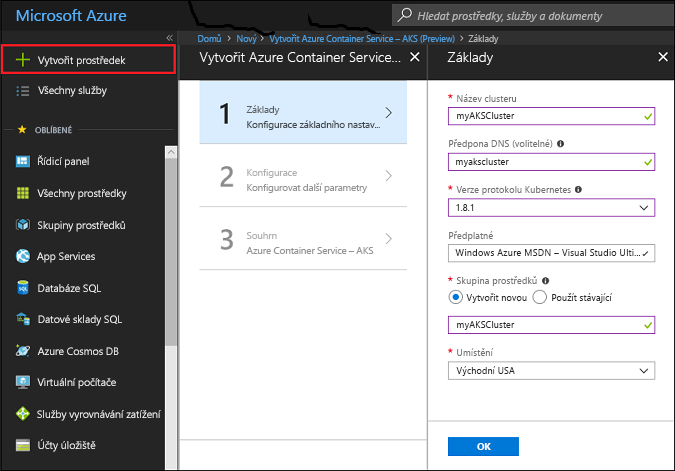 Microsoft Azure
Hledat prostředky, služby a dokumenty
Domů > Nový > Vytvořit Azure Container Service – AKS (Preview) > Základy
Vytvořit prostředek
Všechny služby
OBLÍBENÉ
Řídicí panel
Všechny prostředky
Skupiny prostředků
App Services
Databáze SQL
Datové sklady SQL
Azure Cosmos DB
Virtuální počítače
Služby vyrovnávání zatížení
Účty úložiště
Vytvořit Azure Container Service...
1
Základy
Konfigurace základního nastav...
2
Konfigurace
Konfigurovat další parametry
3
Souhrn
Azure Container Service – AKS
Základy
* Název clusteru
myAKSCluster
Předpona DNS (volitelné)
myakscluster
* Verze protokolu Kubernetes
1.8.1
Předplatné
Windows Azure MSDN – Visual Studio Ulti...
* Skupina prostředků
Vytvořit novou
Použít stávající
myAKSCluster
* Umístění
Východní USA
OK